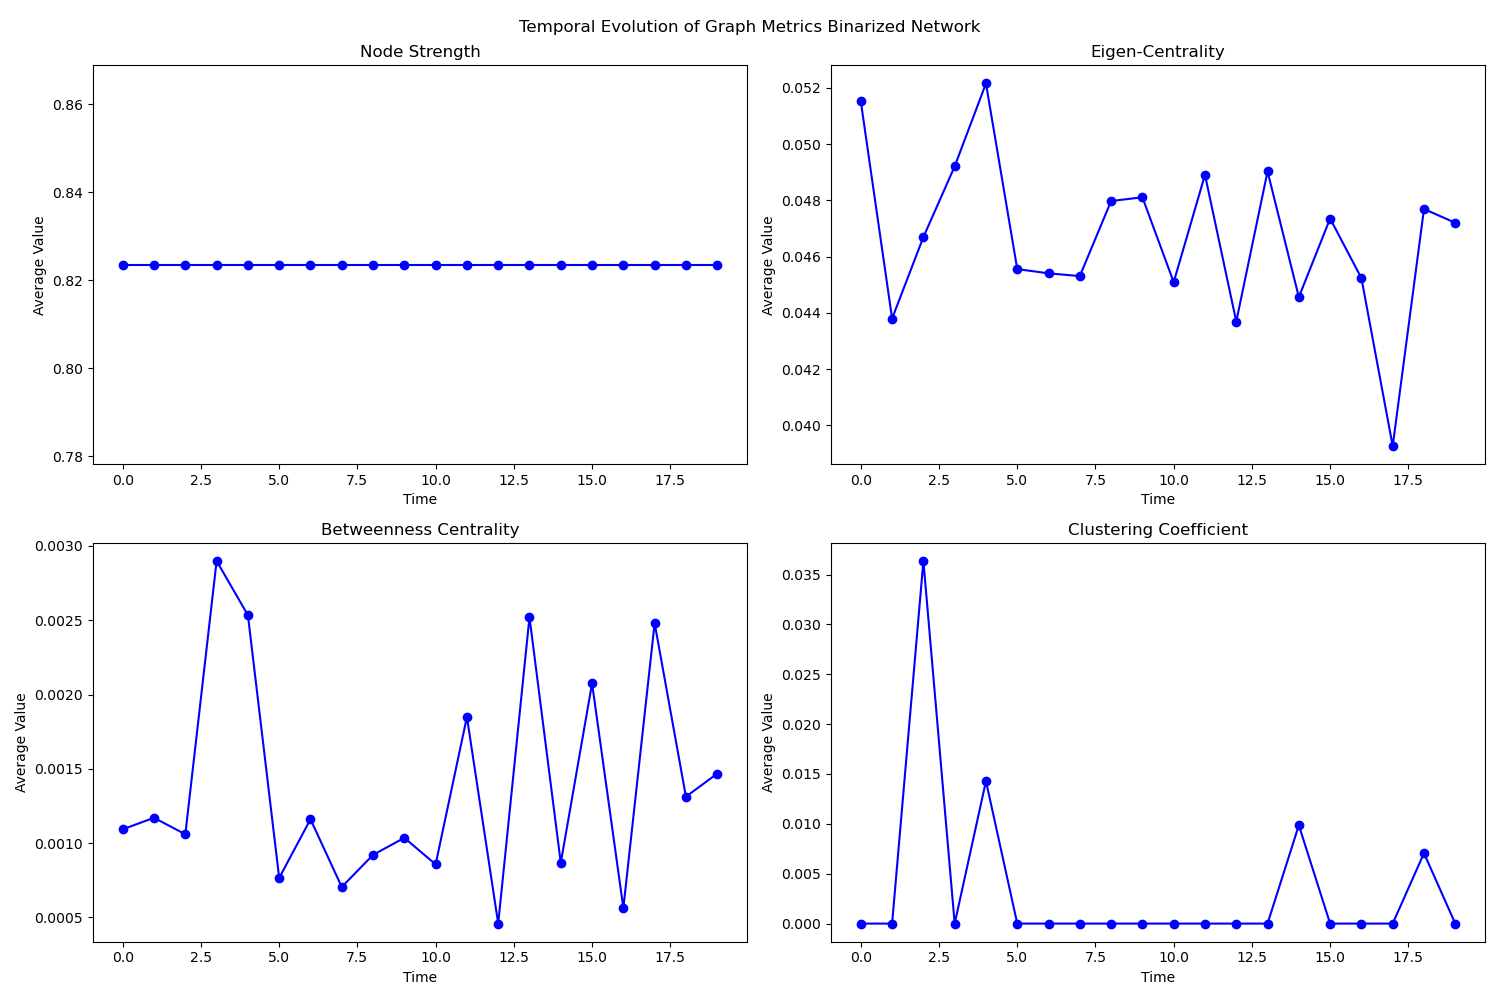 Temporal Evolution of Graph Metrics Binarized Network
Node Strength
Average Value
0.86
0.84
0.82
0.80
0.78
0.0 2.5 5.0 7.5 10.0 12.5 15.0 17.5
Time
Eigen-Centrality
Average Value
0.052
0.050
0.048
0.046
0.044
0.042
0.040
0.0 2.5 5.0 7.5 10.0 12.5 15.0 17.5
Time
Betweenness Centrality
Average Value
0.0030
0.0025
0.0020
0.0015
0.0010
0.0005
0.0 2.5 5.0 7.5 10.0 12.5 15.0 17.5
Time
Clustering Coefficient
Average Value
0.035
0.030
0.025
0.020
0.015
0.010
0.005
0.000
0.0 2.5 5.0 7.5 10.0 12.5 15.0 17.5
Time